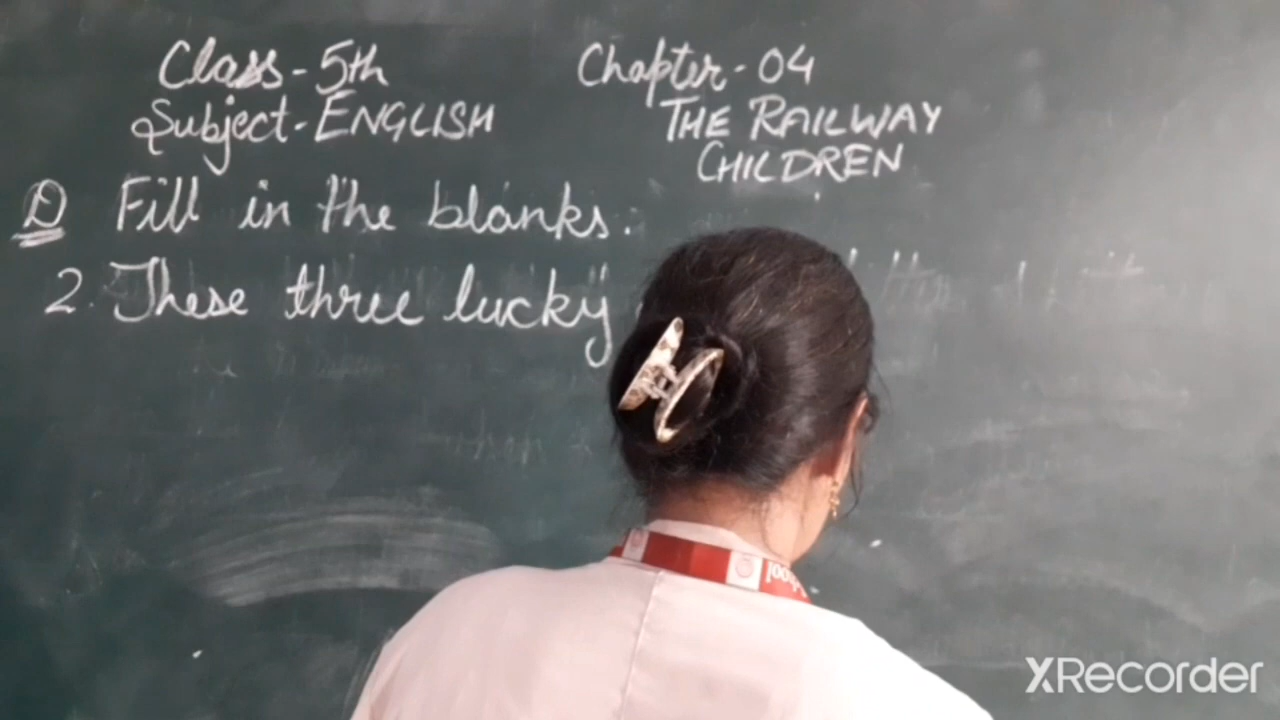 Class-5th Chapter-04
Subject-ENGLISH THE RAILWAY
CHILDREN
D Fill in the blanks.
2. These three lucky
XRecorder